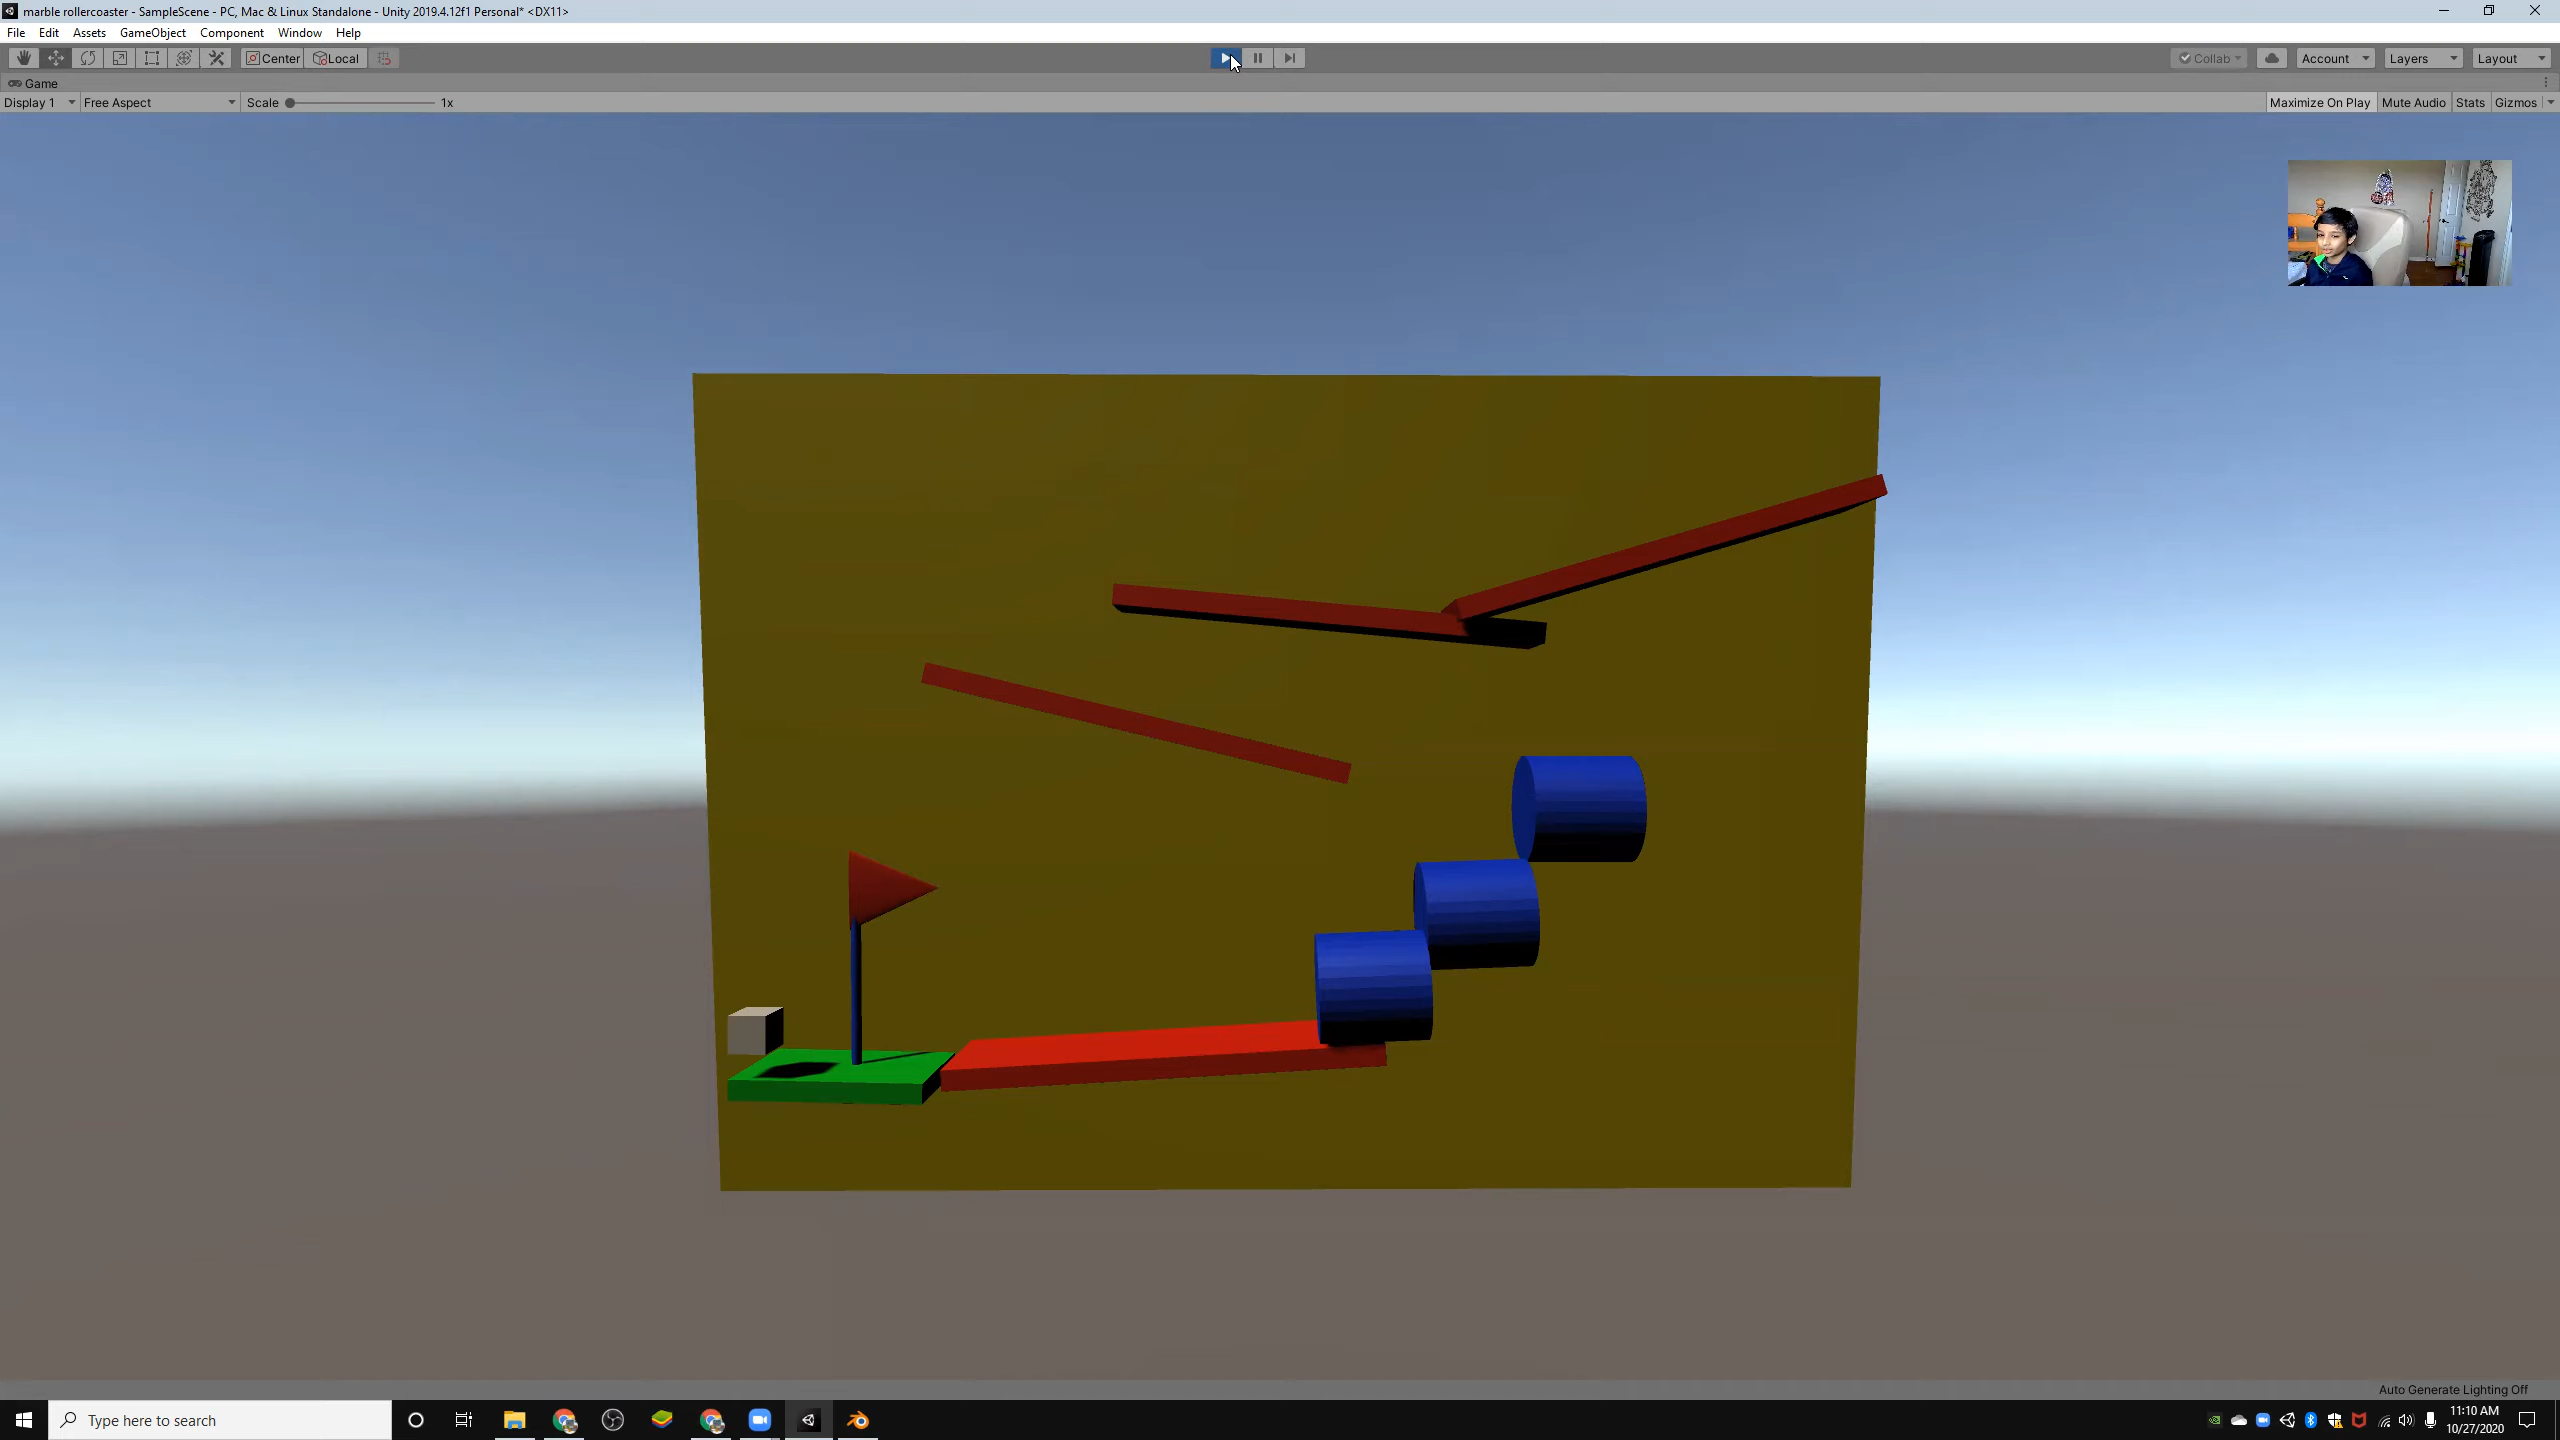 marble rollercoaster - SampleScene - PC, Mac & Linux Standalone - Unity 2019.4.12f1 Personal* <DX11>
File Edit Assets GameObject Component Window Help
Center Local Collab Account Layers Layout
Game
Display 1 Free Aspect Scale 1x Maximize On Play Mute Audio Stats Gizmos
Auto Generate Lighting Off
Type here to search
11:10 AM
10/27/2020